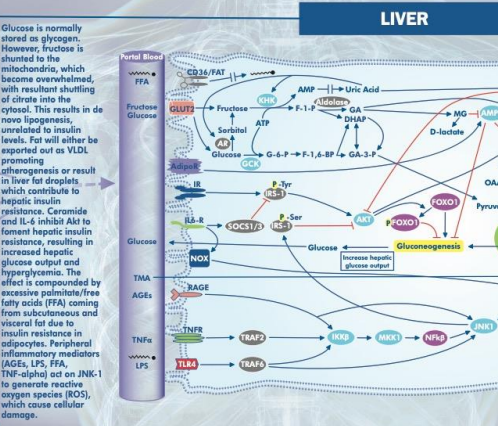 LIVER
Glucose is normally
stored as glycogen.
However, fructose is
shunted to the
mitochondria, which
become overwhelmed,
with resultant shuttling
of citrate into the
cytosol. This results in de
novo lipogenesis,
unrelated to insulin
levels. Fat will either be
exported out as VLDL
promoting
atherogenesis or result
in liver fat droplets
which contribute to
hepatic insulin
resistance. Ceramide
and IL-6 inhibit Akt to
foment hepatic insulin
resistance, resulting in
increased hepatic
glucose output and
hyperglycemia. The
effect is compounded by
excessive palmitate/free
fatty acids (FFA) coming
from subcutaneous and
visceral fat due to
insulin resistance in
adipocytes. Peripheral
inflammatory mediators
(AGEs, LPS, FFA,
TNF-alpha) act on JNK-1
to generate reactive
oxygen species (ROS),
which cause cellular
damage.
Portal Blood
FFA
Fructose
Glucose
Glucose
TMA
AGEs
TNFα
LPS
CD36/FAT
AMP
Uric Acid
KHK
Aldolase
GLUT2
Fructose
F-1-P
GA
DHAP
MG
AMP
ATP
Sorbitol
D-lactate
AR
Glucose
G-6-P
F-1,6-BP
GA-3-P
GCK
AdipoR
IR
P-Tyr
IRS-1
OA
FOXO1
Pyruv
IL6-R
P-Ser
SOCS1/3
IRS-1
AKT
PFOXO1
Glucose
Gluconeogenesis
NOX
Increase hepatic
glucose output
RAGE
TNFR
TRAF2
IKKβ
MKK1
NFkβ
JNK1
TLR4
TRAF6